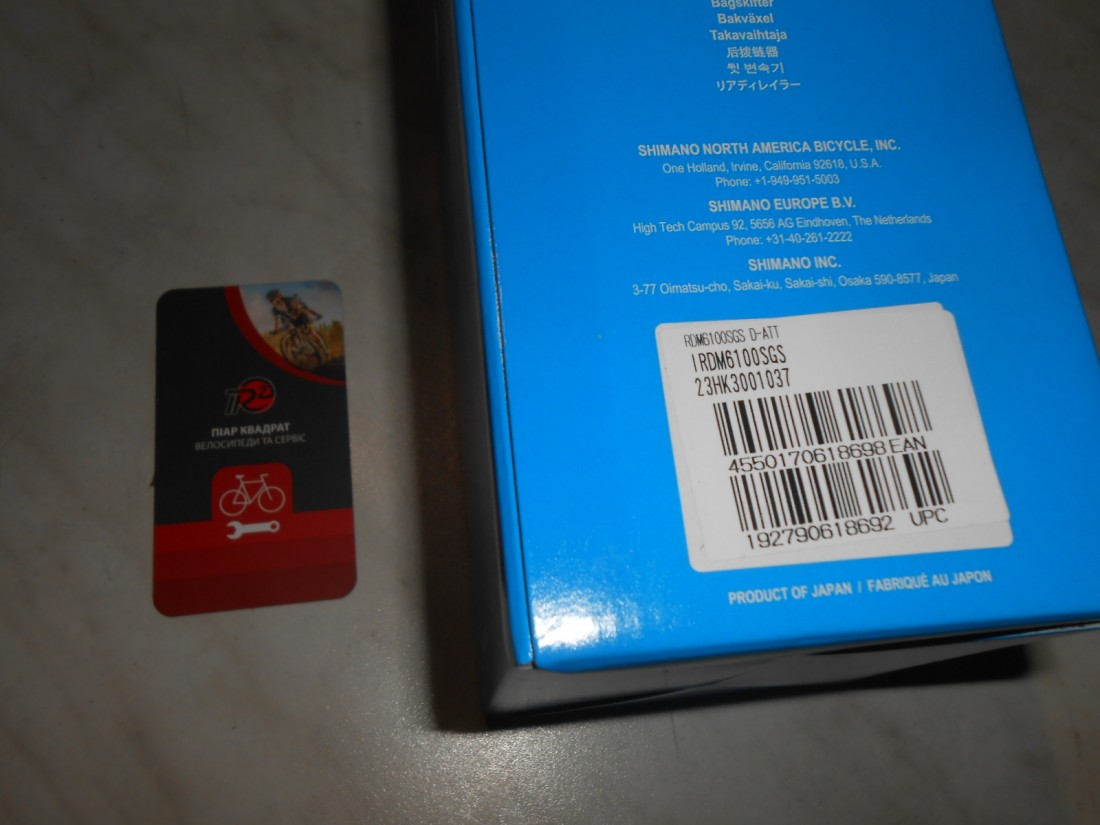 Bagskifter
Bakväxel
Takavaihtaja
后拨链器
뒷 변속기
リアディレイラー
SHIMANO NORTH AMERICA BICYCLE, INC.
One Holland, Irvine, California 92618, U.S.A.
Phone: +1-949-951-5003
SHIMANO EUROPE B.V.
High Tech Campus 92, 5656 AG Eindhoven, The Netherlands
Phone: +31-40-261-2222
SHIMANO INC.
3-77 Oimatsu-cho, Sakai-ku, Sakai-shi, Osaka 590-8577, Japan
RDM6100SGS D-ATT
IRDM6100SGS
23HK3001037
4550170618698 EAN
192790618692 UPC
PRODUCT OF JAPAN / FABRIQUÉ AU JAPON
ПR2
ПІАР КВАДРАТ
ВЕЛОСИПЕДИ ТА СЕРВІС